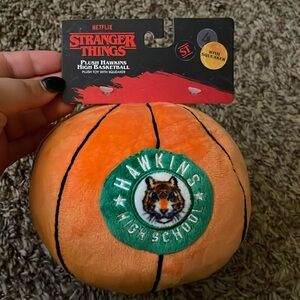 NETFLIX
STRANGER
THINGS
PLUSH HAWKINS
HIGH BASKETBALL
PLUSH TOY WITH SQUEAKER
ST
WITH
SQUEAKER
HAWKINS
HIGH SCHOOL